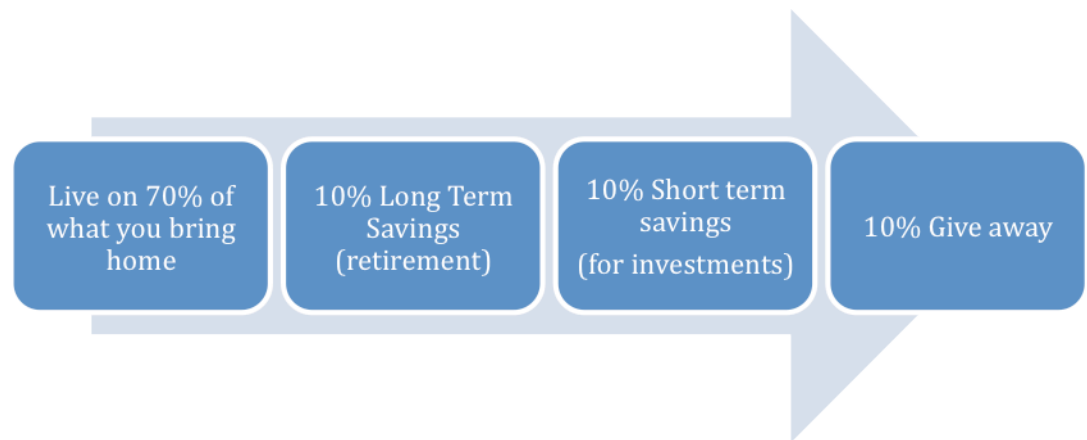 Live on 70% of
what you bring
home
10% Long Term
Savings
(retirement)
10% Short term
savings
(for investments)
10% Give away